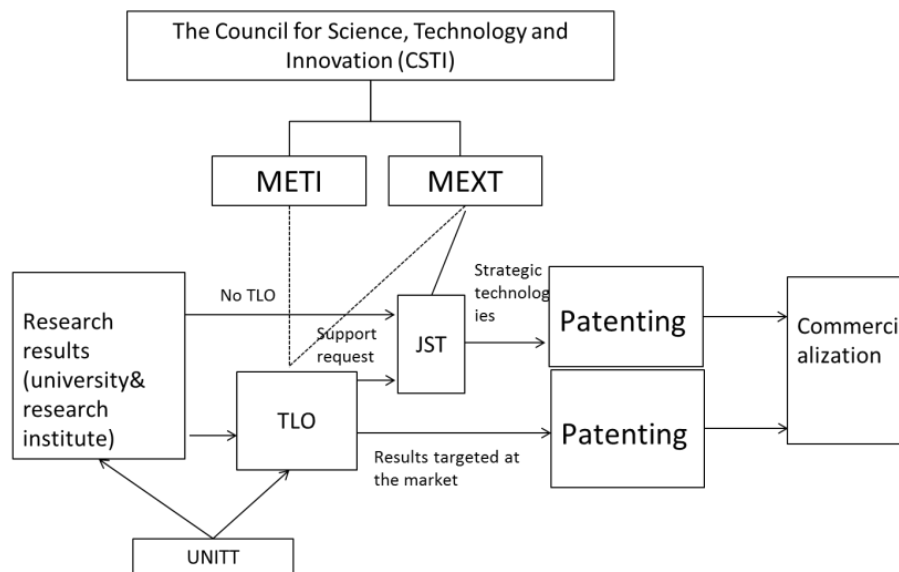 The Council for Science, Technology and
Innovation (CSTI)
METI
MEXT
No TLO
Strategic
technolog
ies
Research
results
(university&
research
institute)
Support
request
JST
Patenting
Commerci
alization
TLO
Patenting
Results targeted at
the market
UNITT